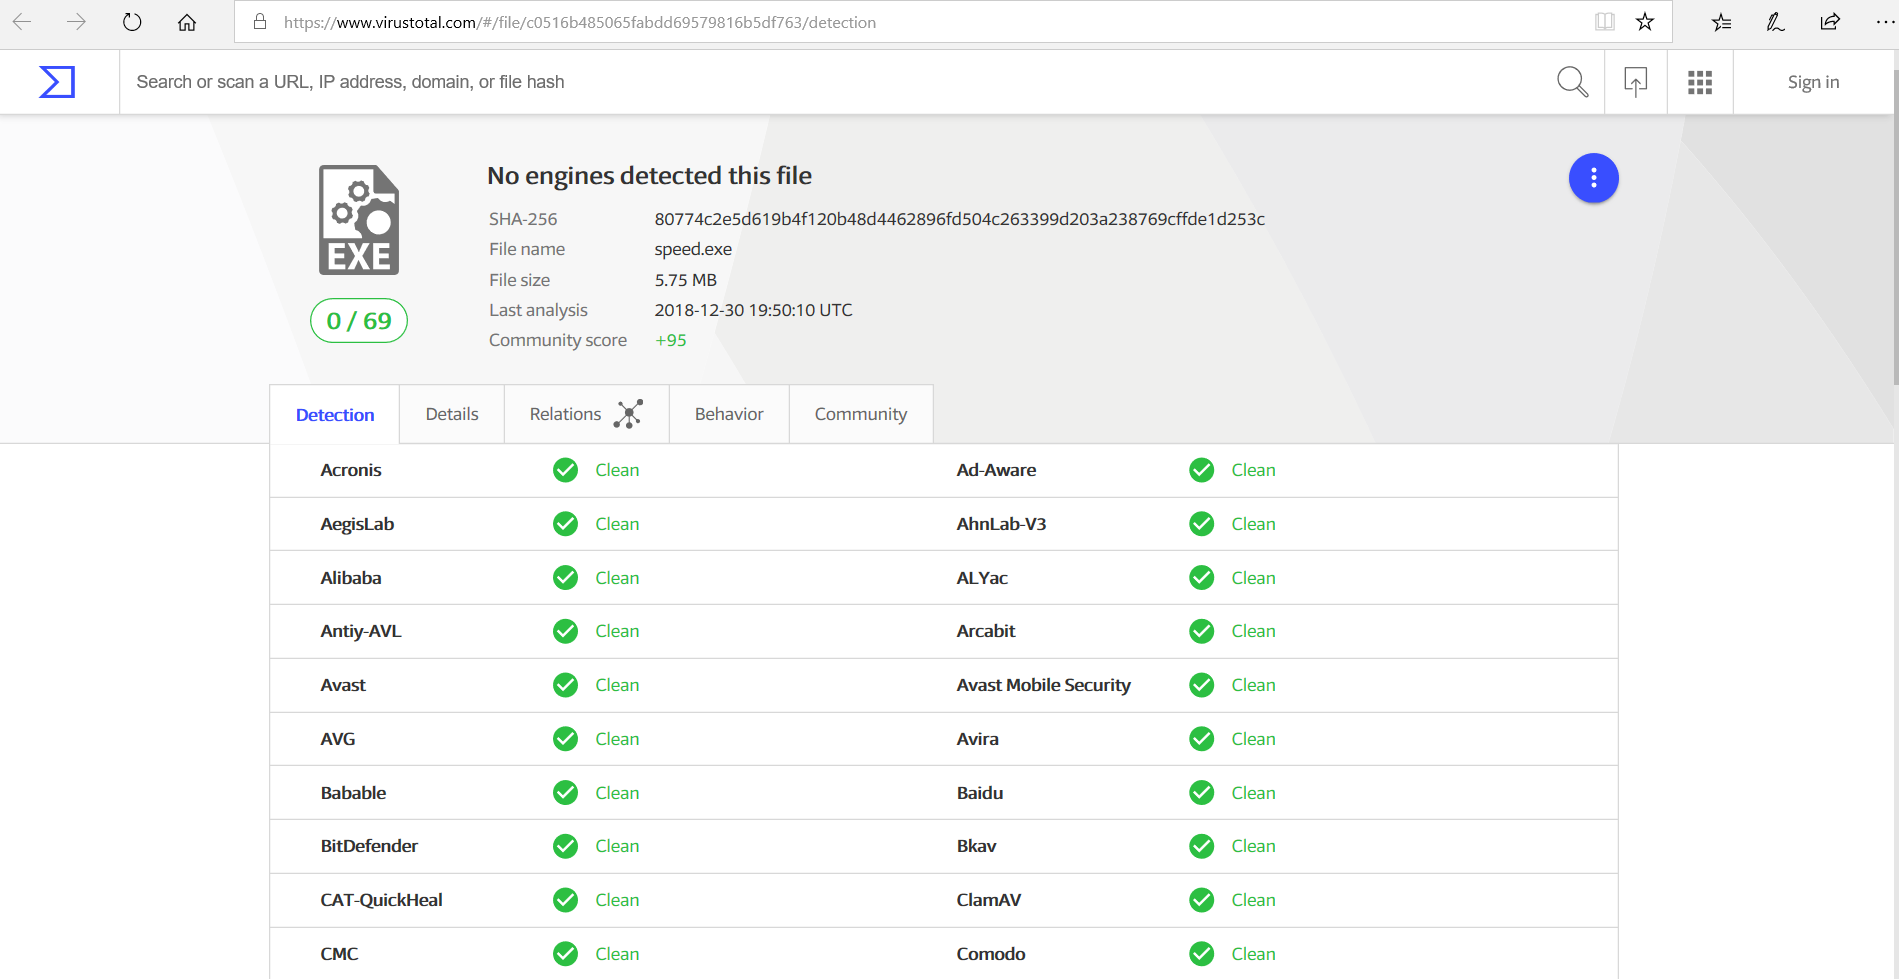 https://www.virustotal.com/#/file/c0516b485065fabdd69579816b5df763/detection
Search or scan a URL, IP address, domain, or file hash
Sign in
EXE
0 / 69
No engines detected this file
SHA-256 80774c2e5d619b4f120b48d4462896fd504c263399d203a238769cffde1d253c
File name speed.exe
File size 5.75 MB
Last analysis 2018-12-30 19:50:10 UTC
Community score +95
Detection Details Relations Behavior Community
Acronis Clean Ad-Aware Clean
AegisLab Clean AhnLab-V3 Clean
Alibaba Clean ALYac Clean
Antiy-AVL Clean Arcabit Clean
Avast Clean Avast Mobile Security Clean
AVG Clean Avira Clean
Babable Clean Baidu Clean
BitDefender Clean Bkav Clean
CAT-QuickHeal Clean ClamAV Clean
CMC Clean Comodo Clean